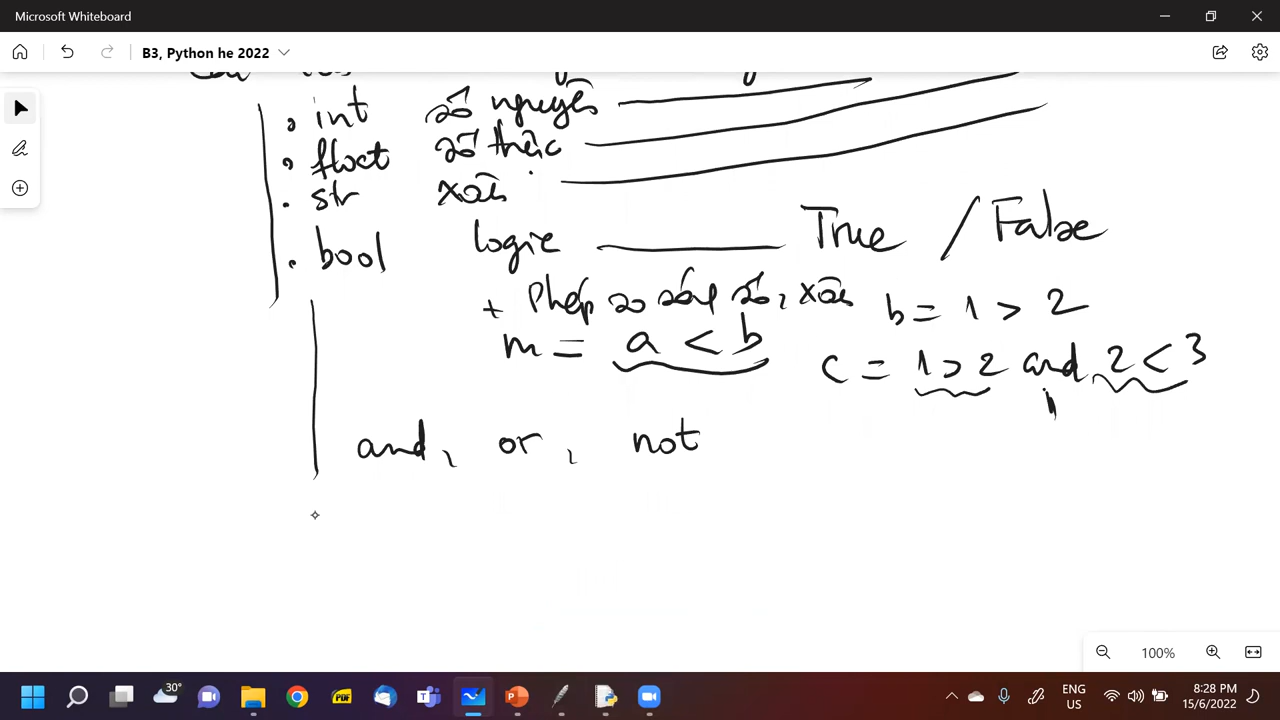 Microsoft Whiteboard
B3, Python he 2022
. int số nguyên
. float số thực
. str xâu
. bool logic True / False
+ Phép so sánh số, xâu b = 1 > 2
m = a < b
c = 1 > 2 and 2 < 3
and, or, not
100%
30°
PDF
ENG
US
8:28 PM
15/6/2022